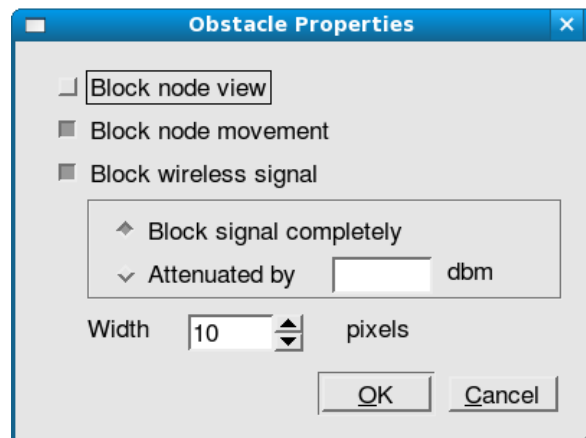 Obstacle Properties
Block node view
Block node movement
Block wireless signal
Block signal completely
Attenuated by dbm
Width 10 pixels
OK Cancel